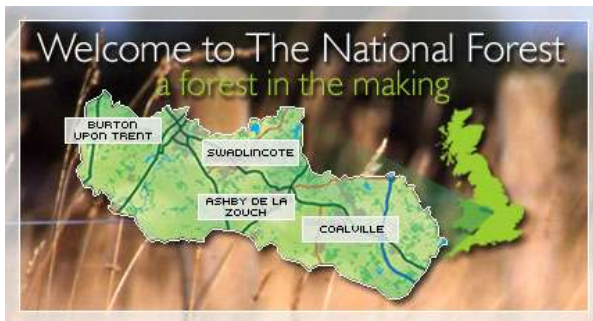 Welcome to The National Forest
a forest in the making
BURTON
UPON TRENT
SWADLINCOTE
ASHBY DE LA
ZOUCH
COALVILLE